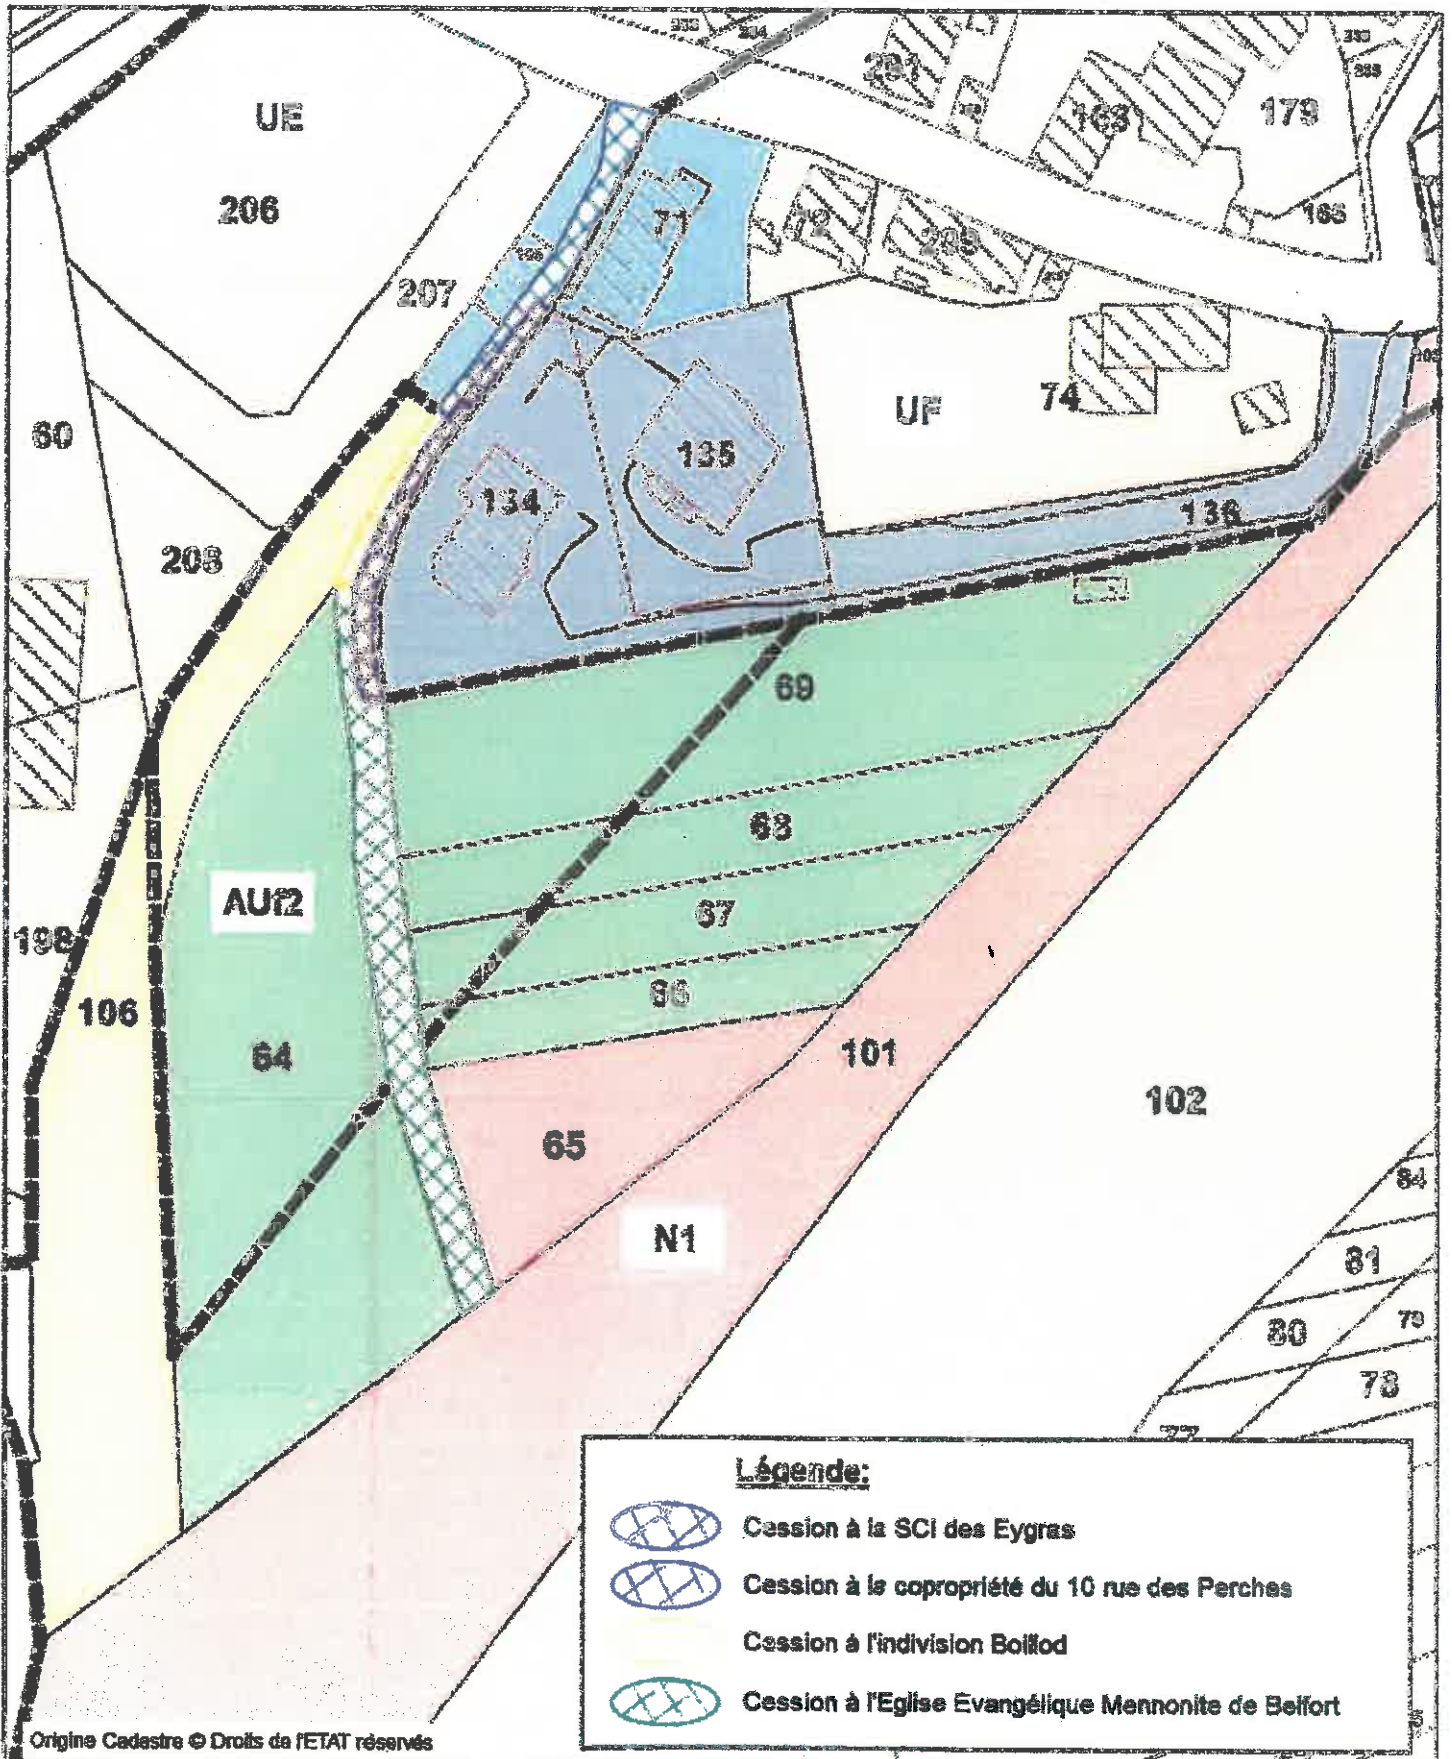 UE
206
207
71
72
179
165
60
208
134
135
UF
74
136
69
68
67
66
AUf2
198
106
64
65
101
102
N1
84
81
80
79
78
77
Légende:
Cession à la SCI des Eygras
Cession à la copropriété du 10 rue des Perches
Cession à l'indivision Boillod
Cession à l'Eglise Evangélique Mennonite de Belfort
Origine Cadastre © Droits de l'ETAT réservés